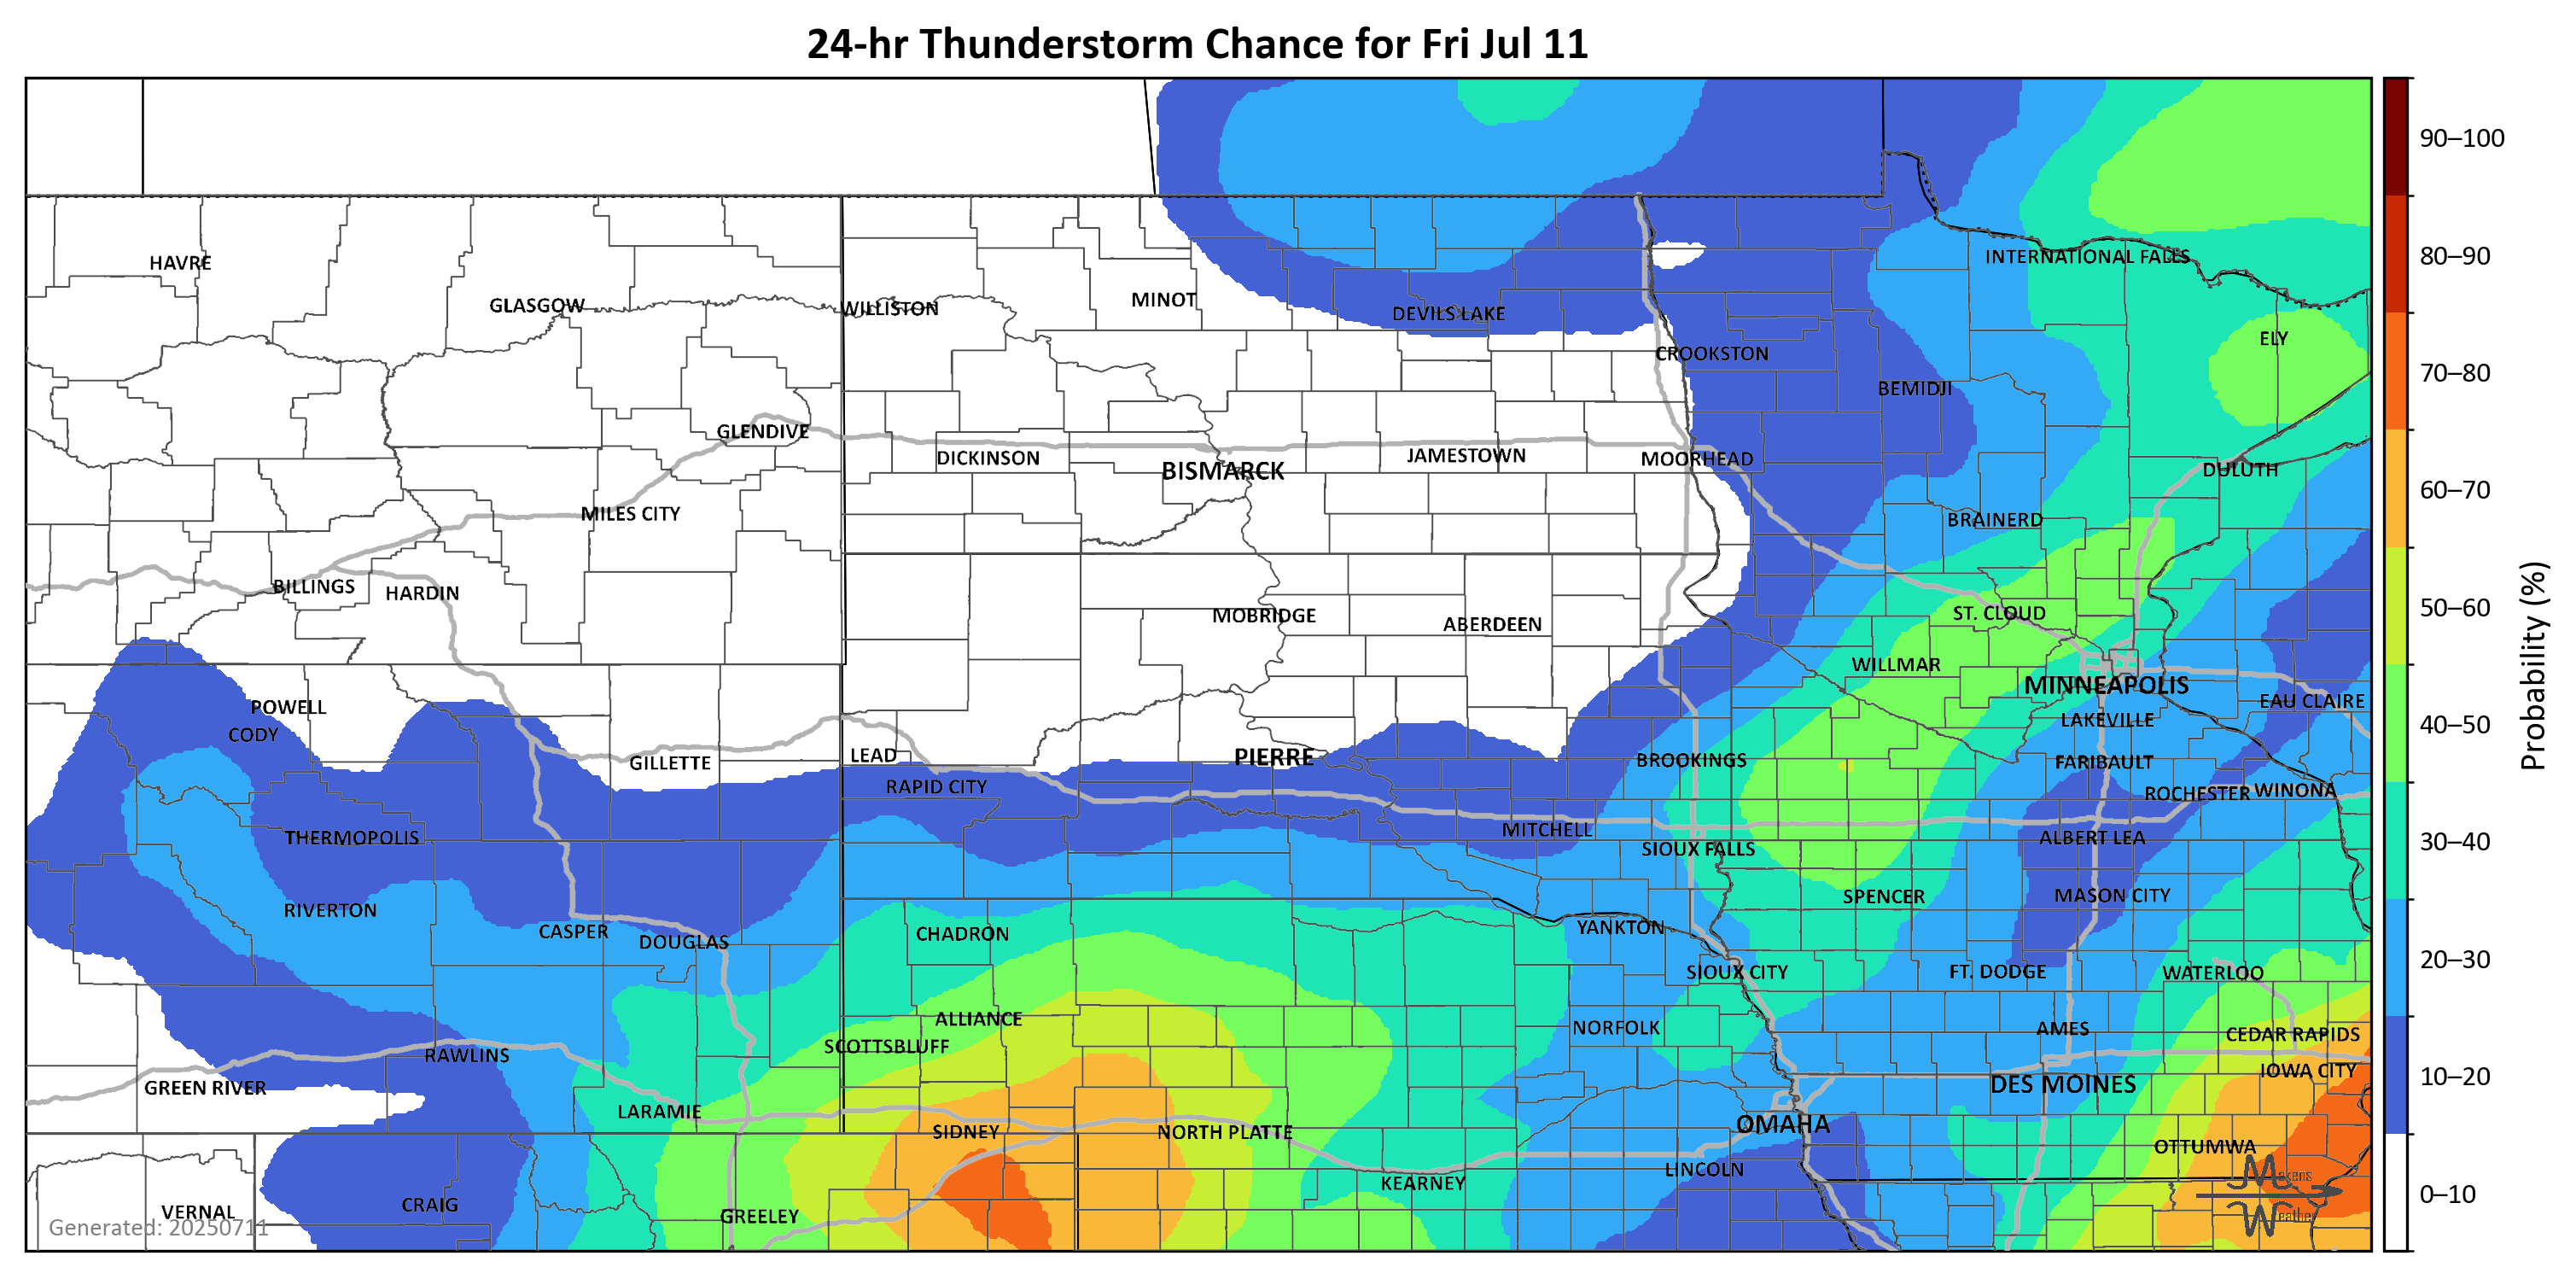 24-hr Thunderstorm Chance for Fri Jul 11
90–100
HAVRE
INTERNATIONAL FALLS
80–90
GLASGOW
WILLISTON
MINOT
DEVILS LAKE
ELY
CROOKSTON
70–80
BEMIDJI
GLENDIVE
DICKINSON
BISMARCK
JAMESTOWN
MOORHEAD
DULUTH
60–70
MILES CITY
BRAINERD
BILLINGS
HARDIN
MOBRIDGE
ABERDEEN
ST. CLOUD
50–60
WILLMAR
MINNEAPOLIS
POWELL
EAU CLAIRE
CODY
LAKEVILLE
40–50
GILLETTE
LEAD
PIERRE
BROOKINGS
FARIBAULT
RAPID CITY
ROCHESTER
WINONA
Probability (%)
THERMOPOLIS
MITCHELL
SIOUX FALLS
ALBERT LEA
30–40
RIVERTON
SPENCER
MASON CITY
CASPER
DOUGLAS
CHADRON
YANKTON
20–30
SIOUX CITY
FT. DODGE
WATERLOO
ALLIANCE
NORFOLK
AMES
CEDAR RAPIDS
RAWLINS
SCOTTSBLUFF
IOWA CITY
10–20
GREEN RIVER
DES MOINES
LARAMIE
SIDNEY
NORTH PLATTE
OMAHA
OTTUMWA
LINCOLN
Makens
KEARNEY
0–10
VERNAL
CRAIG
GREELEY
Weather
Generated: 20250711